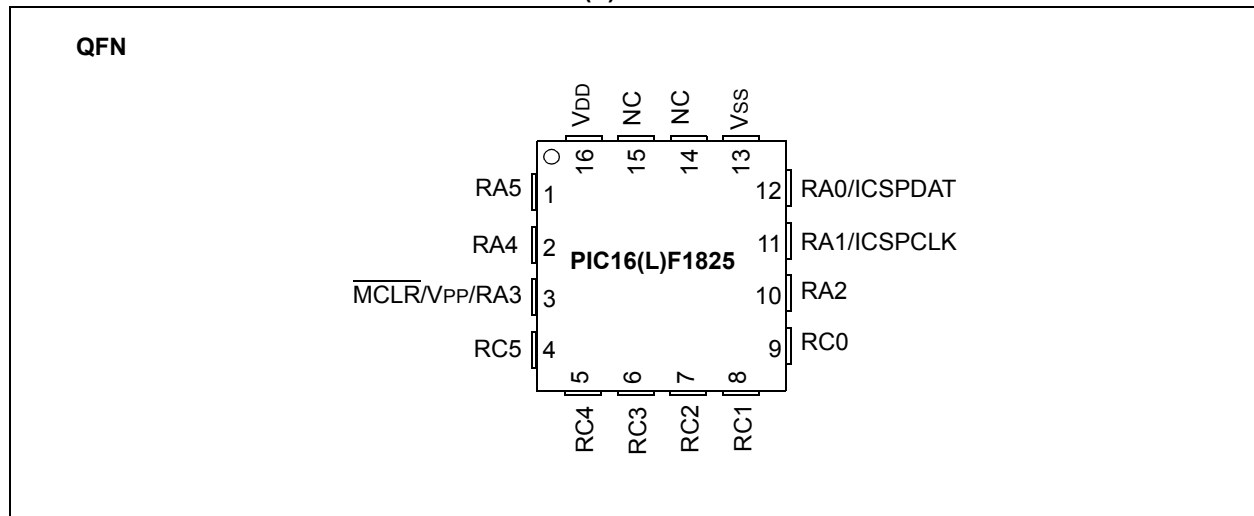 QFN
VDD
NC
NC
VSS
16
15
14
13
RA5 1
12 RA0/ICSPDAT
RA4 2
11 RA1/ICSPCLK
PIC16(L)F1825
MCLR/VPP/RA3 3
10 RA2
RC5 4
9 RC0
5
6
7
8
RC4
RC3
RC2
RC1